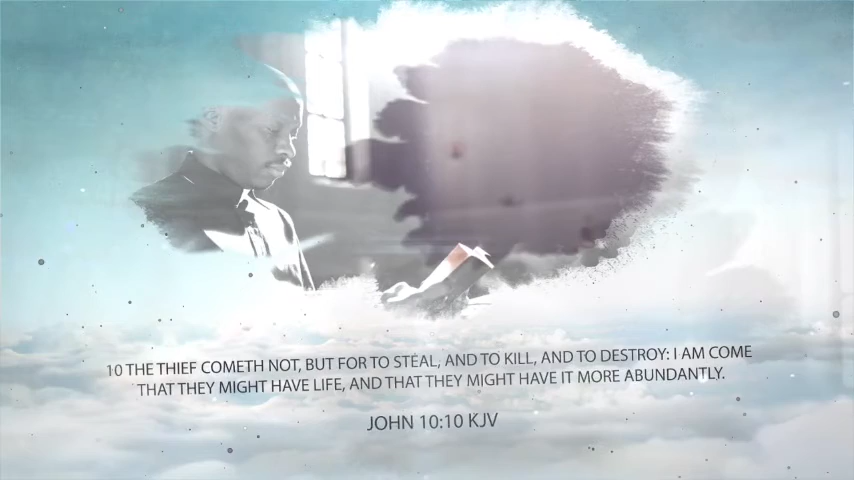 10 THE THIEF COMETH NOT, BUT FOR TO STEAL, AND TO KILL, AND TO DESTROY: I AM COME
THAT THEY MIGHT HAVE LIFE, AND THAT THEY MIGHT HAVE IT MORE ABUNDANTLY.
JOHN 10:10 KJV